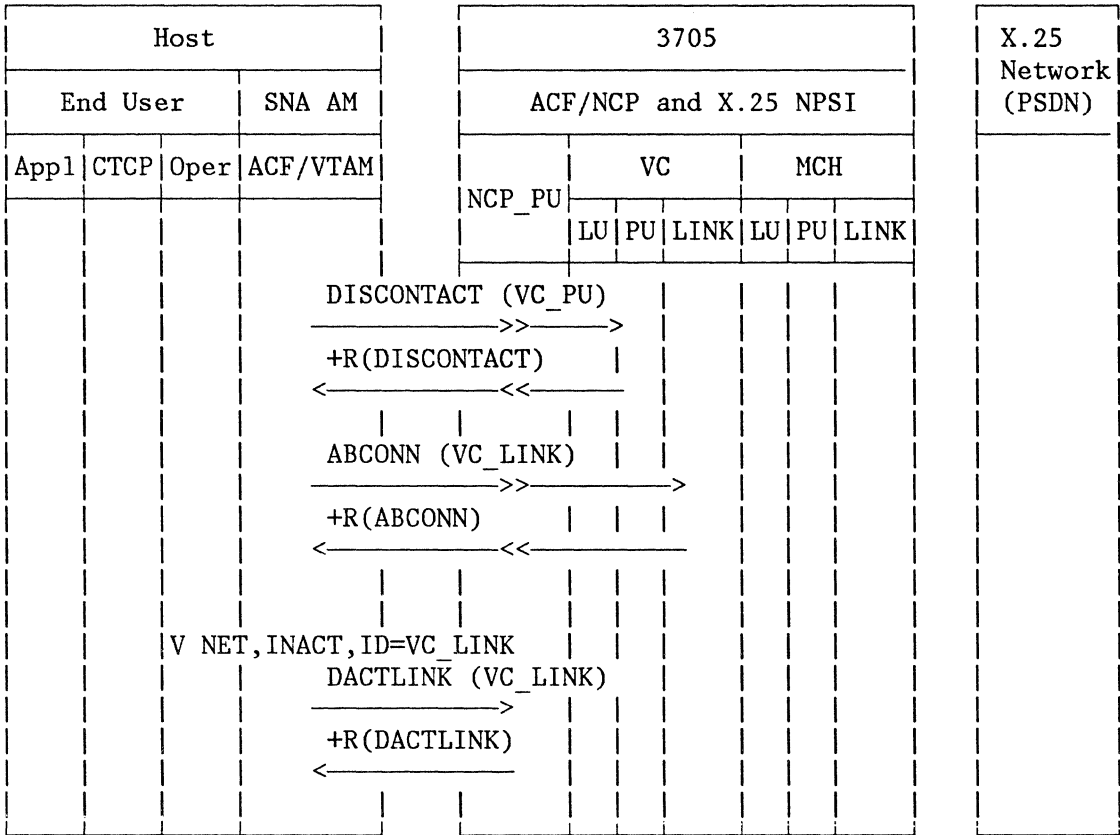 Host 3705 X.25
Network
End User SNA AM ACF/NCP and X.25 NPSI (PSDN)
Appl CTCP Oper ACF/VTAM VC MCH
NCP_PU
LU PU LINK LU PU LINK
DISCONTACT (VC_PU)
+R(DISCONTACT)
ABCONN (VC_LINK)
+R(ABCONN)
V NET,INACT,ID=VC_LINK
DACTLINK (VC_LINK)
+R(DACTLINK)